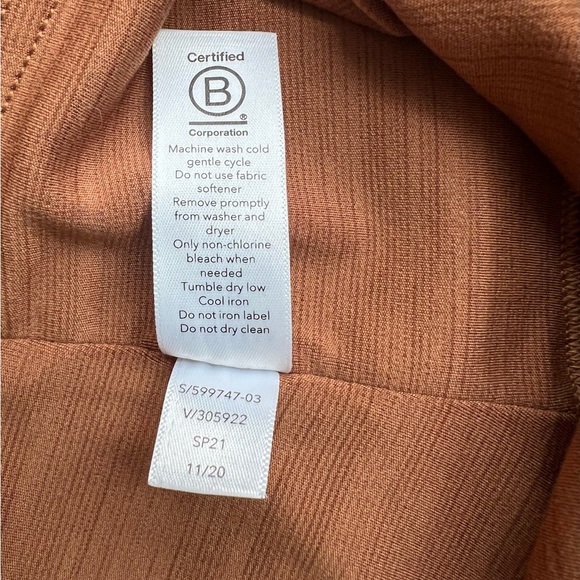 Certified
B
®
Corporation
Machine wash cold
gentle cycle
Do not use fabric
softener
Remove promptly
from washer and
dryer
Only non-chlorine
bleach when
needed
Tumble dry low
Cool iron
Do not iron label
Do not dry clean
S/599747-03
V/305922
SP21
11/20